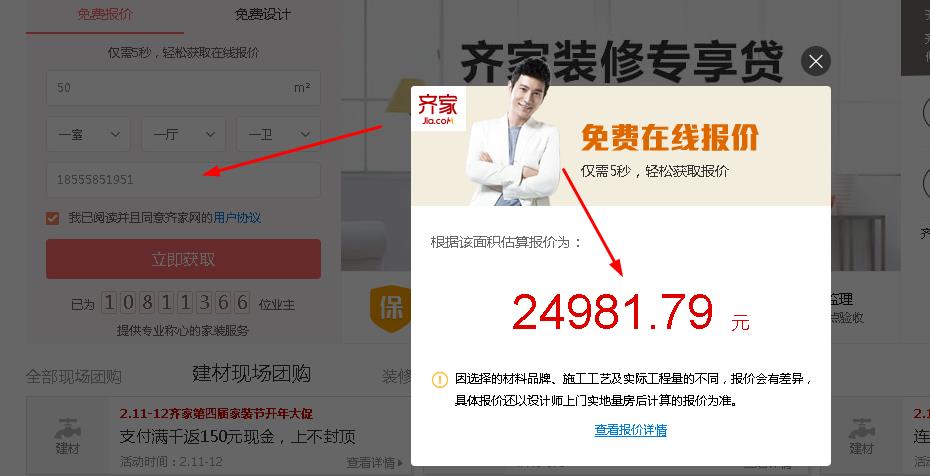 免费报价
免费设计
仅需5秒，轻松获取在线报价
50 m²
一室
一厅
一卫
18555851951
我已阅读并且同意齐家网的用户协议
立即获取
已为 10811366 位业主
提供专业称心的家装服务
齐家装修专享贷
保
监理
点验收
齐家
Jia.com
免费在线报价
仅需5秒，轻松获取报价
根据该面积估算报价为：
24981.79 元
因选择的材料品牌、施工工艺及实际工程量的不同，报价会有差异，
具体报价还以设计师上门实地量房后计算的报价为准。
查看报价详情
全部现场团购
建材现场团购
装修
建材
2.11-12齐家第四届家装节开年大促
支付满千返150元现金，上不封顶
活动时间：2.11-12
查看详情
建材
2.11